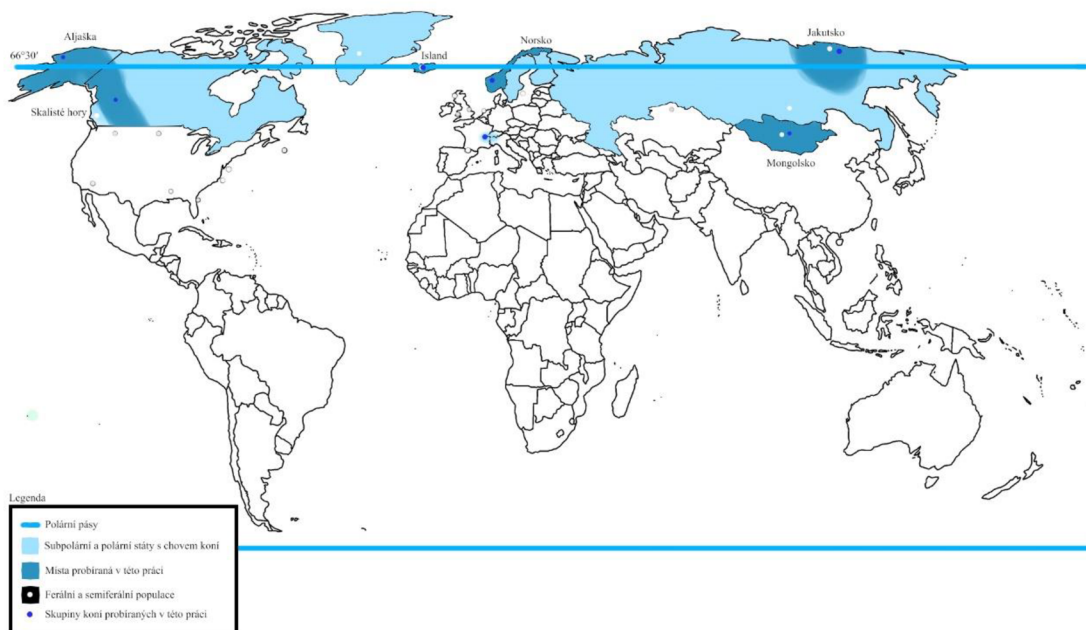 Aljaška
Norsko
Jakutsko
66°30'
Island
Skalisté hory
Mongolsko
Legenda
Polární pásy
Subpolární a polární státy s chovem koní
Místa probíraná v této práci
Ferální a semiferální populace
Skupiny koní probíraných v této práci